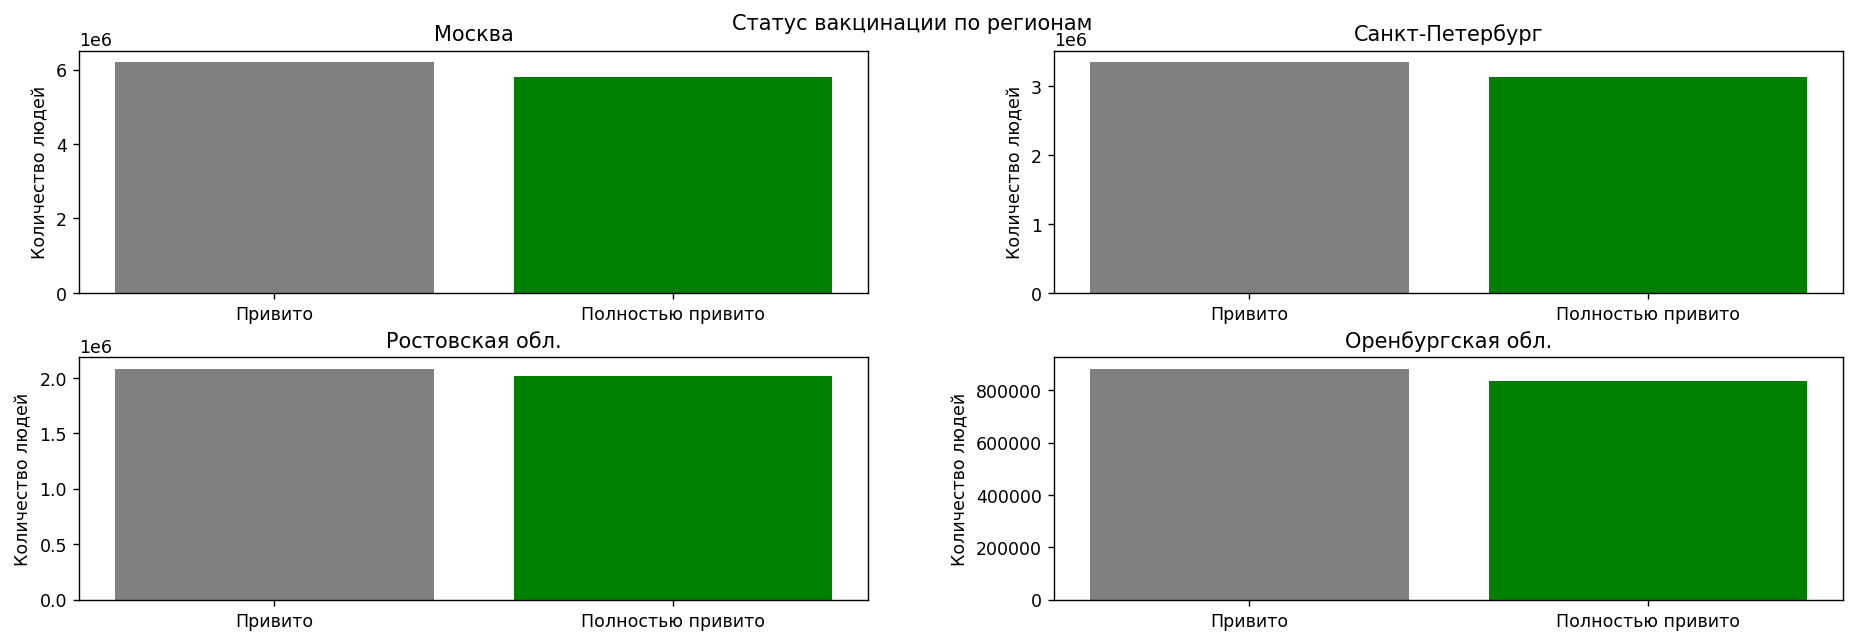 Статус вакцинации по регионам
Москва
1e6
6
4
2
0
Количество людей
Привито
Полностью привито
Санкт-Петербург
1e6
3
2
1
0
Количество людей
Привито
Полностью привито
Ростовская обл.
1e6
2.0
1.5
1.0
0.5
0.0
Количество людей
Привито
Полностью привито
Оренбургская обл.
800000
600000
400000
200000
0
Количество людей
Привито
Полностью привито